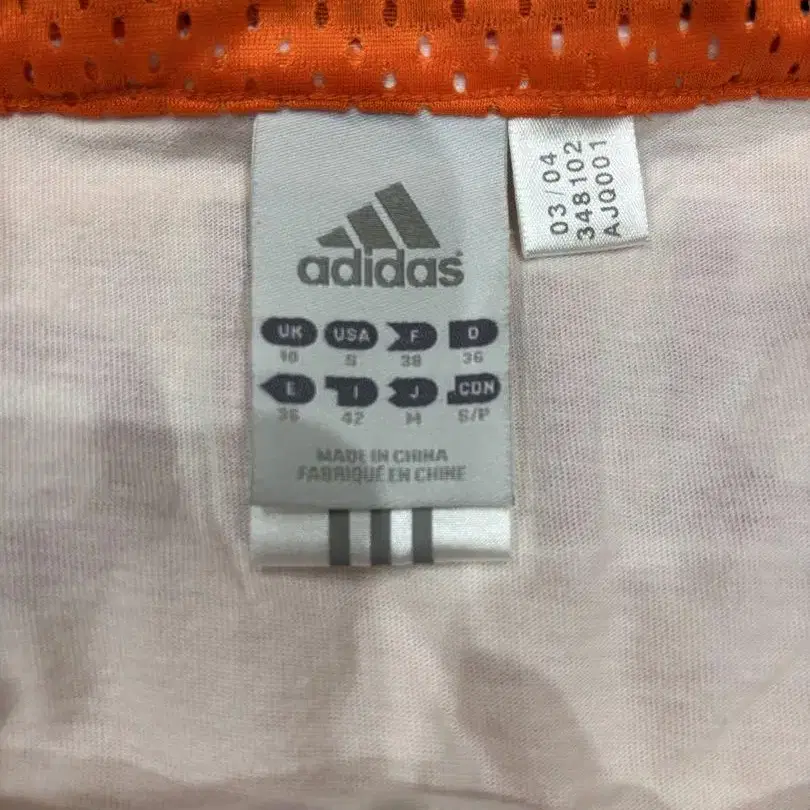 adidas
UK USA F D
10 S 38 36
E I J CDN
36 42 M S/P
MADE IN CHINA
FABRIQUÉ EN CHINE
03/04
348102
AJQ001